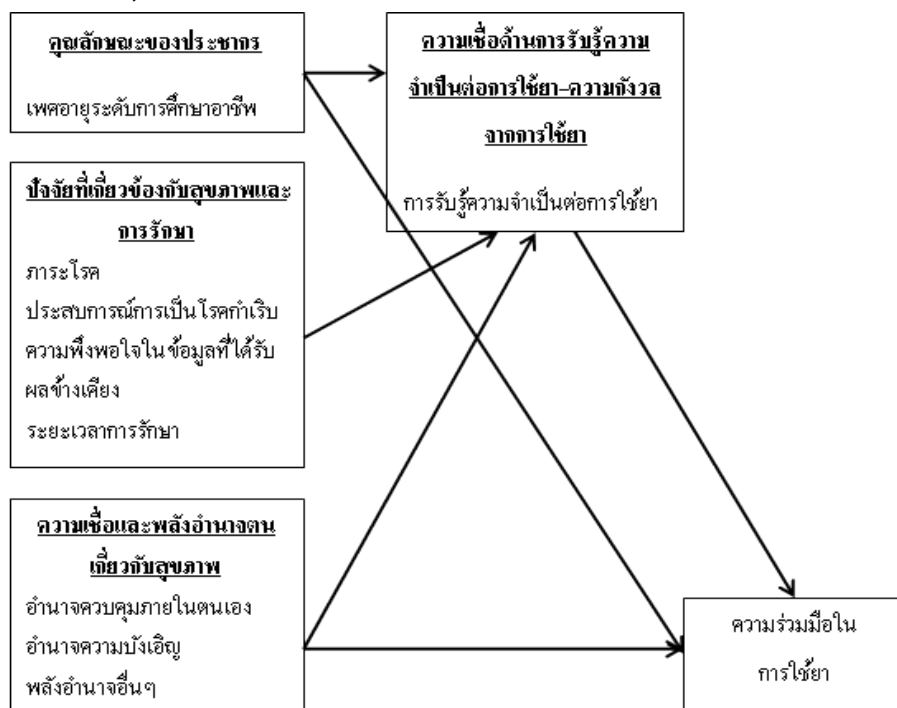 คุณลักษณะของประชากร
เพศอายุระดับการศึกษาอาชีพ
ความเชื่อด้านการรับรู้ความ
จำเป็นต่อการใช้ยา-ความกังวล
จากการใช้ยา
การรับรู้ความจำเป็นต่อการใช้ยา
ปัจจัยที่เกี่ยวข้องกับสุขภาพและ
การรักษา
ภาระโรค
ประสบการณ์การเป็นโรคกำเริบ
ความพึงพอใจในข้อมูลที่ได้รับ
ผลข้างเคียง
ระยะเวลาการรักษา
ความเชื่อและพลังอำนาจตน
เกี่ยวกับสุขภาพ
อำนาจควบคุมภายในตนเอง
อำนาจความบังเอิญ
พลังอำนาจอื่นๆ
ความร่วมมือใน
การใช้ยา